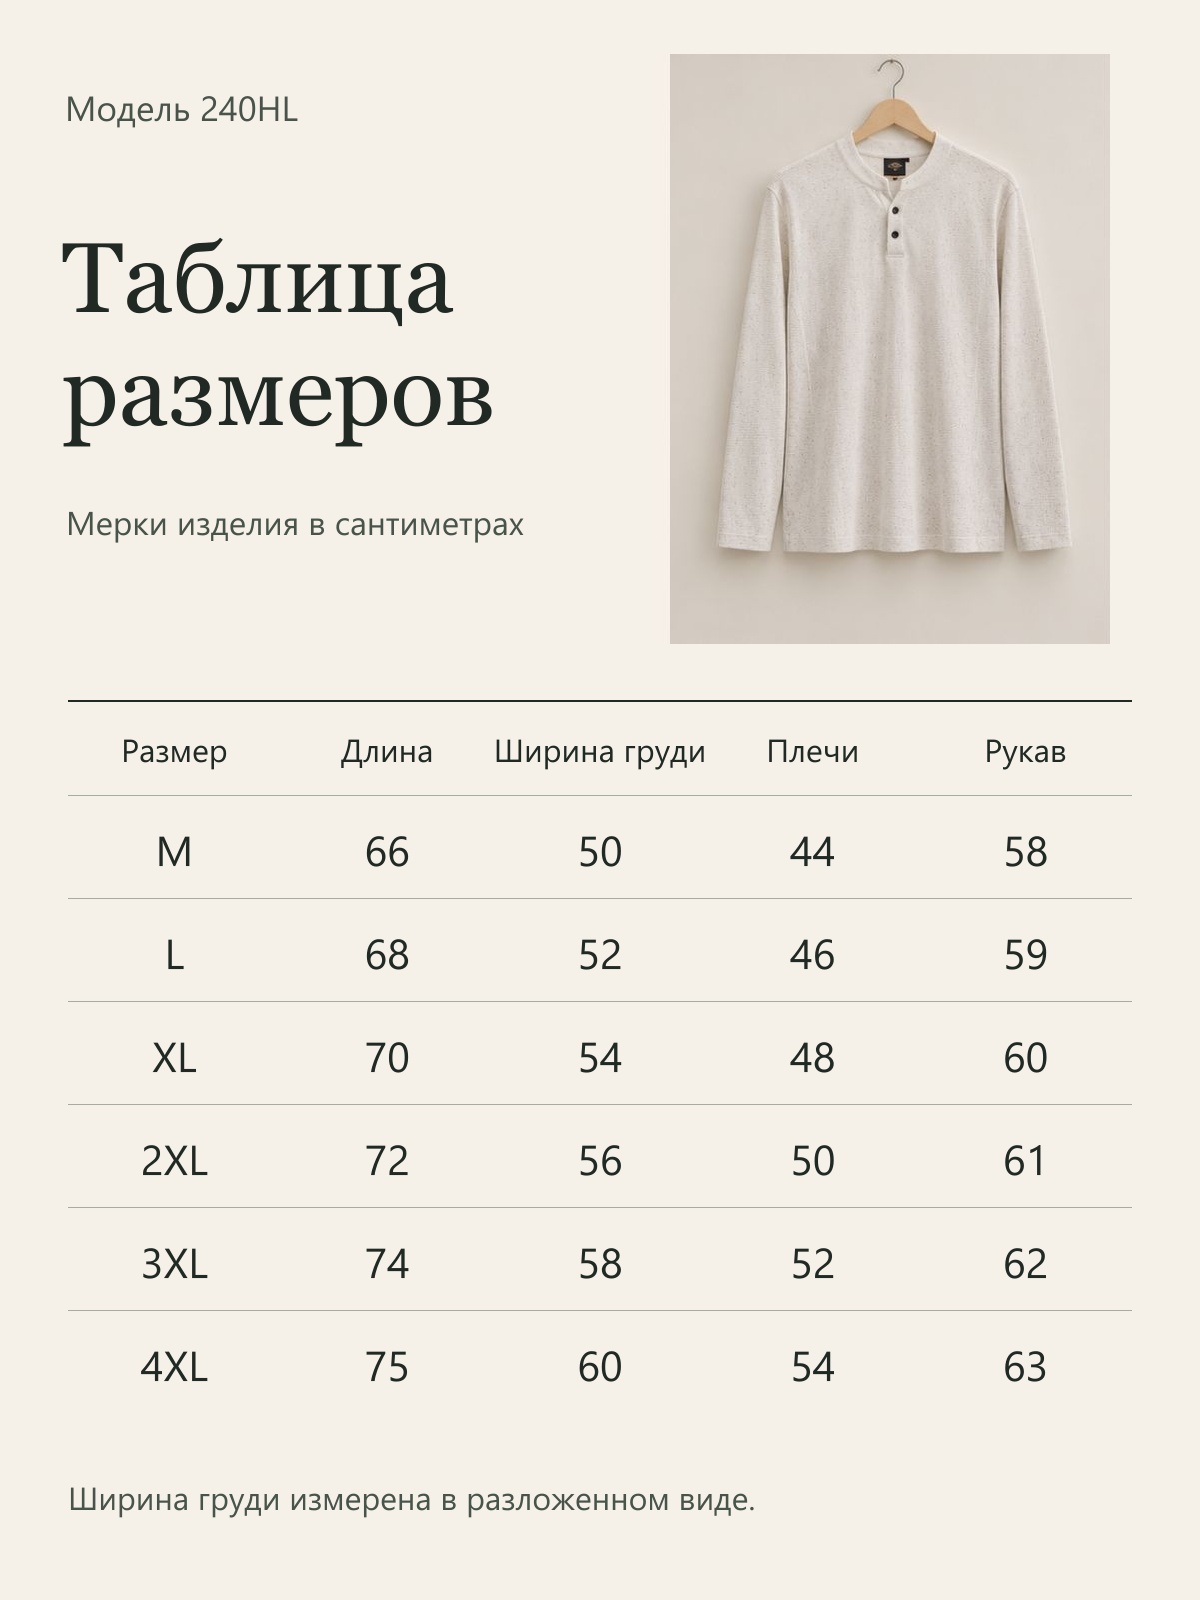 Модель 240HL
Таблица
размеров
Мерки изделия в сантиметрах
Размер Длина Ширина груди Плечи Рукав
M 66 50 44 58
L 68 52 46 59
XL 70 54 48 60
2XL 72 56 50 61
3XL 74 58 52 62
4XL 75 60 54 63
Ширина груди измерена в разложенном виде.